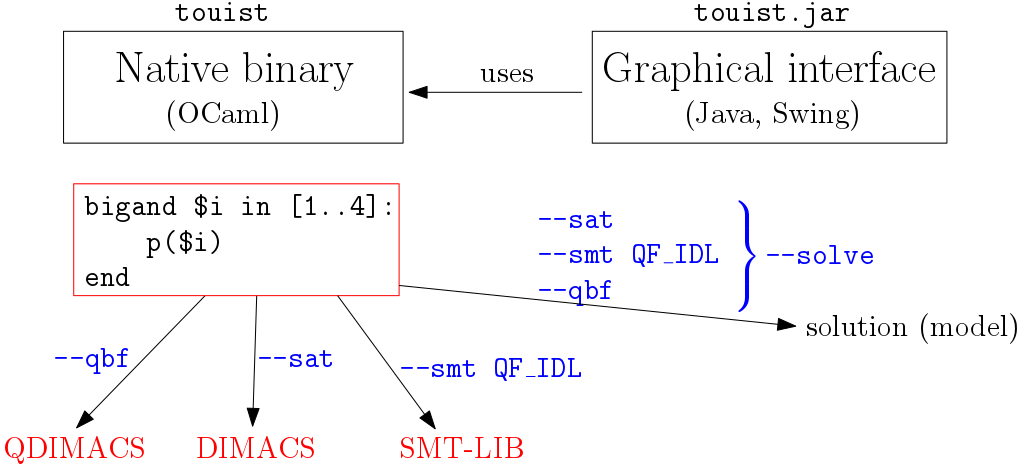 touist
touist.jar
Native binary
(OCaml)
uses
Graphical interface
(Java, Swing)
bigand $i in [1..4]:
    p($i)
end
--sat
--smt QF_IDL
--qbf
--solve
solution (model)
--qbf
--sat
--smt QF_IDL
QDIMACS
DIMACS
SMT-LIB